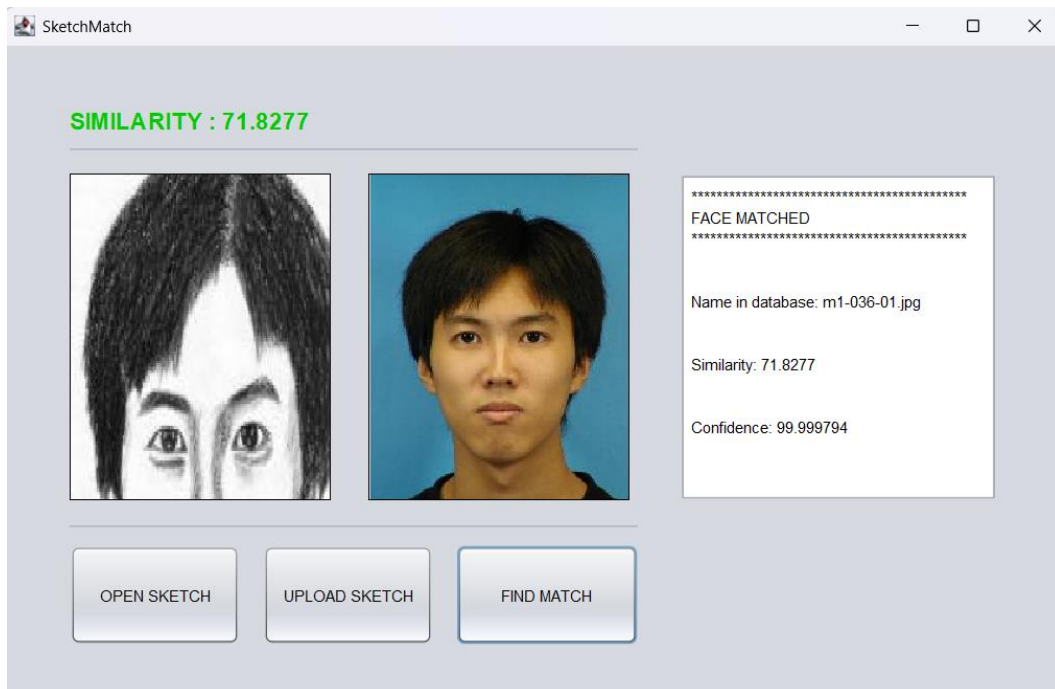 SketchMatch
SIMILARITY : 71.8277
********************************************
FACE MATCHED
********************************************
Name in database: m1-036-01.jpg
Similarity: 71.8277
Confidence: 99.999794
OPEN SKETCH
UPLOAD SKETCH
FIND MATCH